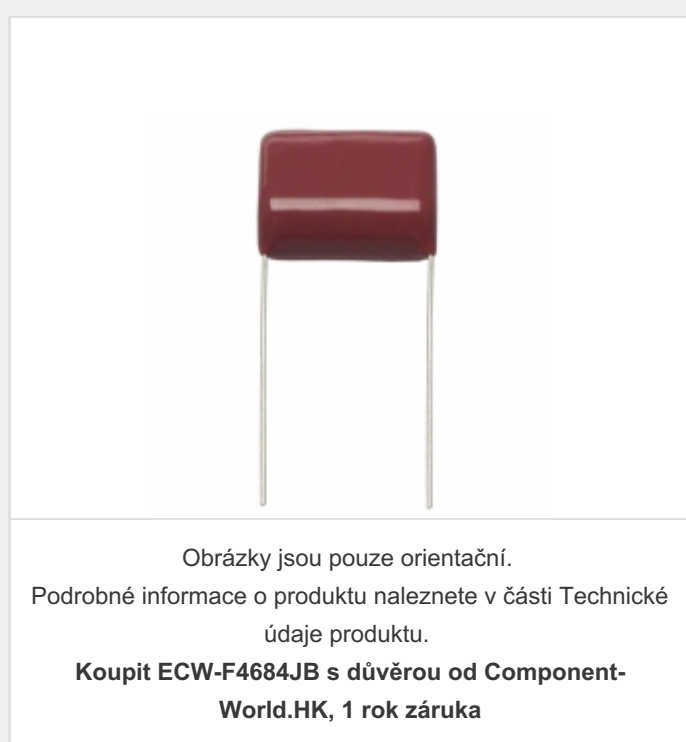 Obrázky jsou pouze orientační.
Podrobné informace o produktu naleznete v části Technické
údaje produktu.
Koupit ECW-F4684JB s důvěrou od Component-
World.HK, 1 rok záruka